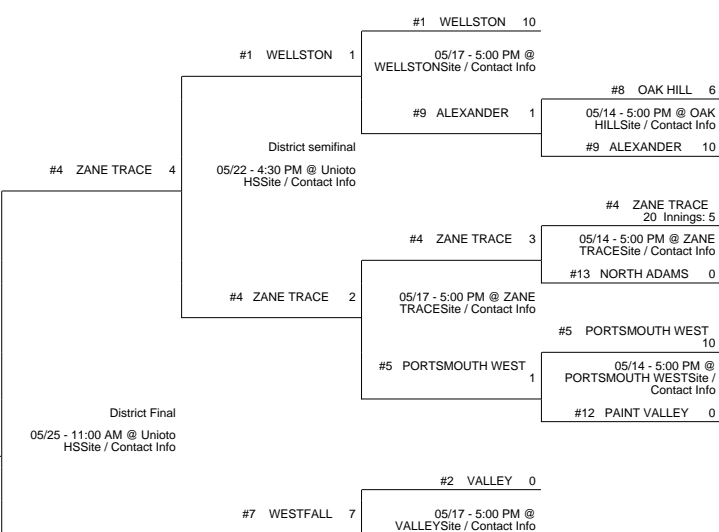 #1 WELLSTON 10
#1 WELLSTON 1
05/17 - 5:00 PM @
WELLSTONSite / Contact Info
#8 OAK HILL 6
#9 ALEXANDER 1
05/14 - 5:00 PM @ OAK
HILLSite / Contact Info
District semifinal
#9 ALEXANDER 10
#4 ZANE TRACE 4
05/22 - 4:30 PM @ Unioto
HSSite / Contact Info
#4 ZANE TRACE
20 Innings: 5
#4 ZANE TRACE 3
05/14 - 5:00 PM @ ZANE
TRACESite / Contact Info
#13 NORTH ADAMS 0
#4 ZANE TRACE 2
05/17 - 5:00 PM @ ZANE
TRACESite / Contact Info
#5 PORTSMOUTH WEST
10
#5 PORTSMOUTH WEST
1
05/14 - 5:00 PM @
PORTSMOUTH WESTSite /
Contact Info
District Final
#12 PAINT VALLEY 0
05/25 - 11:00 AM @ Unioto
HSSite / Contact Info
#2 VALLEY 0
#7 WESTFALL 7
05/17 - 5:00 PM @
VALLEYSite / Contact Info